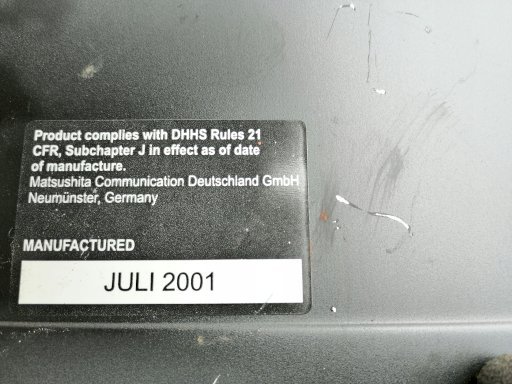 Product complies with DHHS Rules 21
CFR, Subchapter J in effect as of date
of manufacture.
Matsushita Communication Deutschland GmbH
Neumünster, Germany
MANUFACTURED
JULI 2001